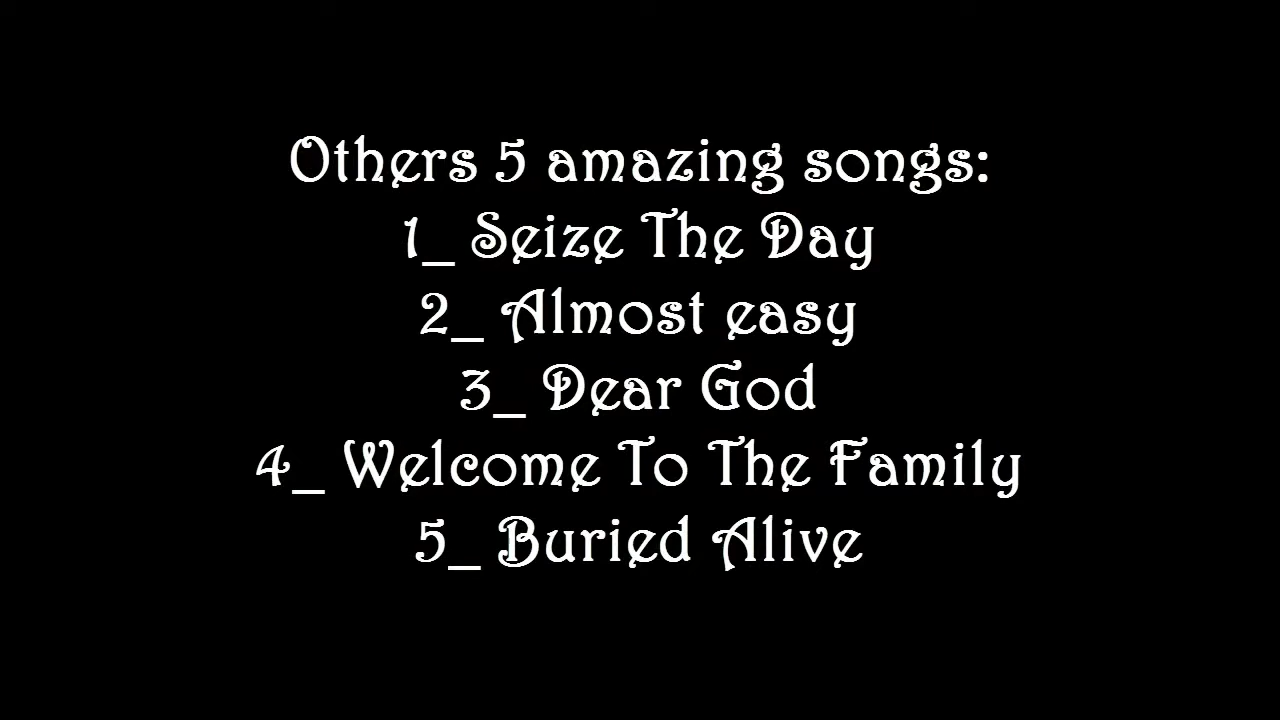 Others 5 amazing songs:
1_ Seize The Day
2_ Almost easy
3_ Dear God
4_ Welcome To The Family
5_ Buried Alive